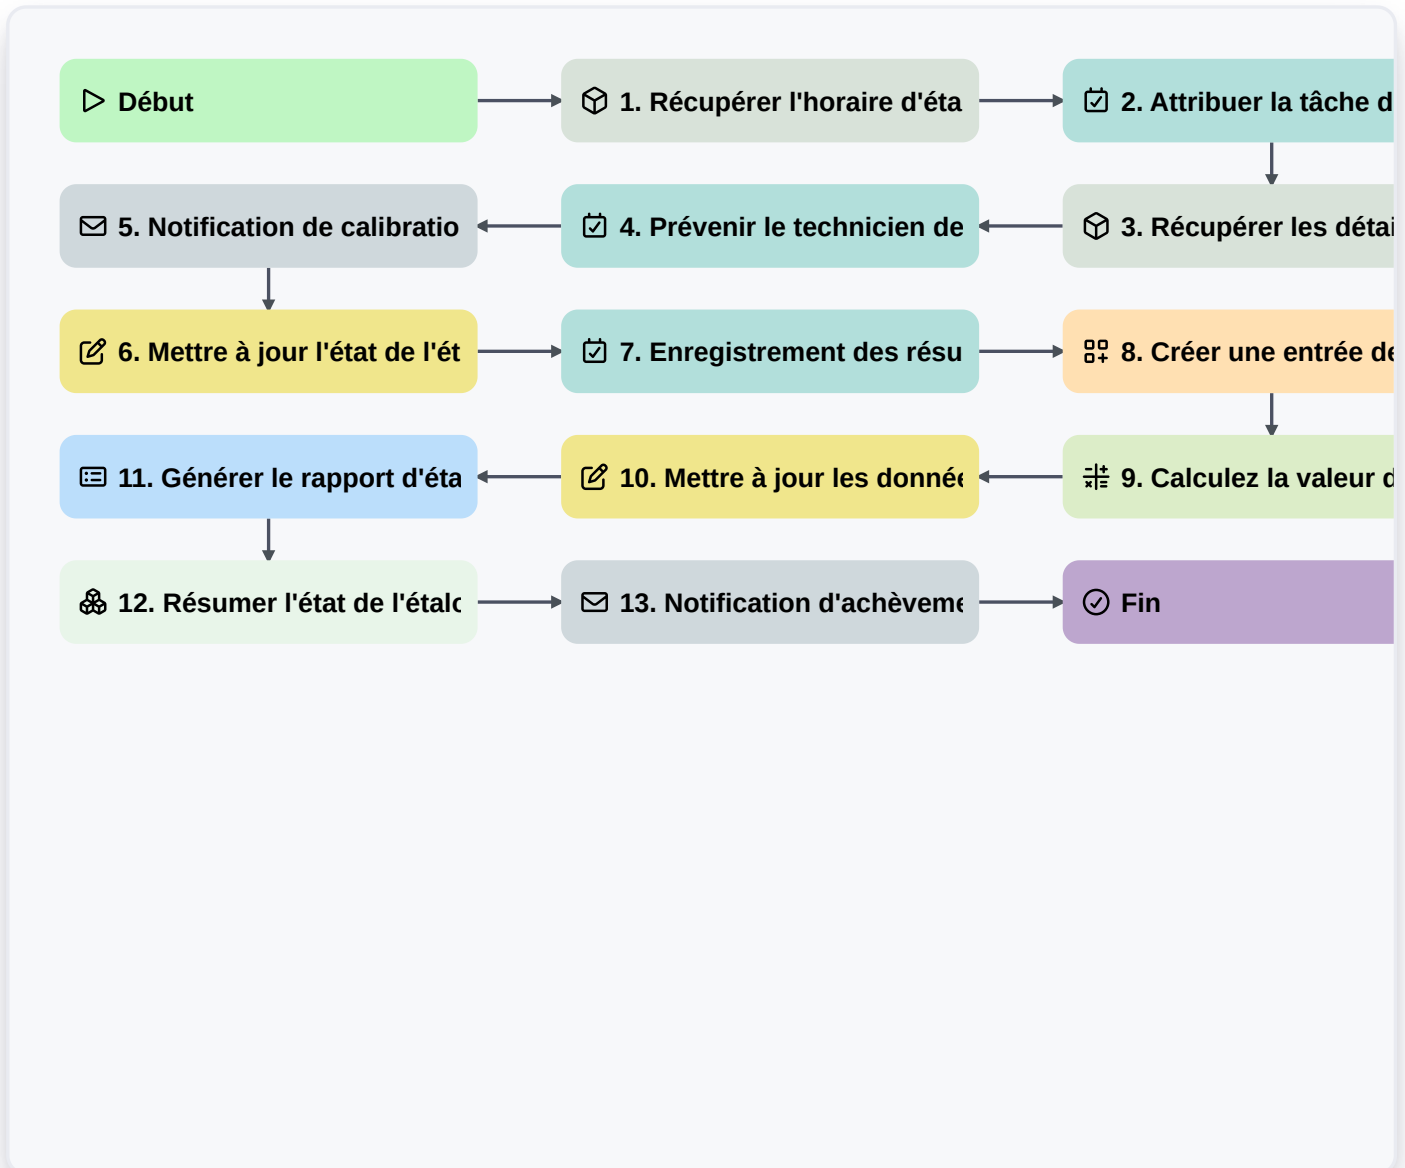 Début
1. Récupérer l'horaire d'éta
2. Attribuer la tâche d
3. Récupérer les détai
4. Prévenir le technicien de
5. Notification de calibratio
6. Mettre à jour l'état de l'ét
7. Enregistrement des résu
8. Créer une entrée de
9. Calculez la valeur d
10. Mettre à jour les donnée
11. Générer le rapport d'éta
12. Résumer l'état de l'étalo
13. Notification d'achèveme
Fin